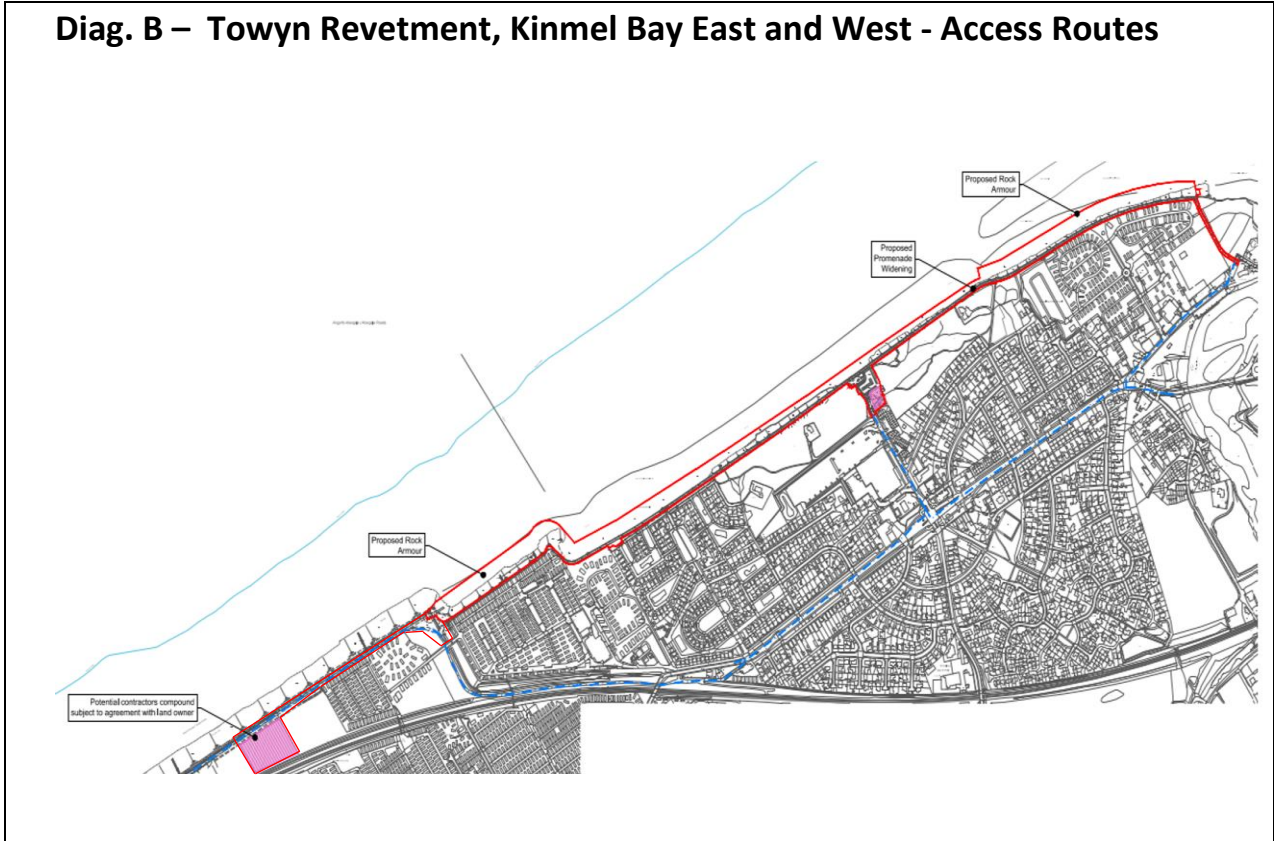 Diag. B – Towyn Revetment, Kinmel Bay East and West - Access Routes
Proposed Rock
Armour
Proposed
Promenade
Widening
Proposed Rock
Armour
Potential contractors compound
subject to agreement with land owner